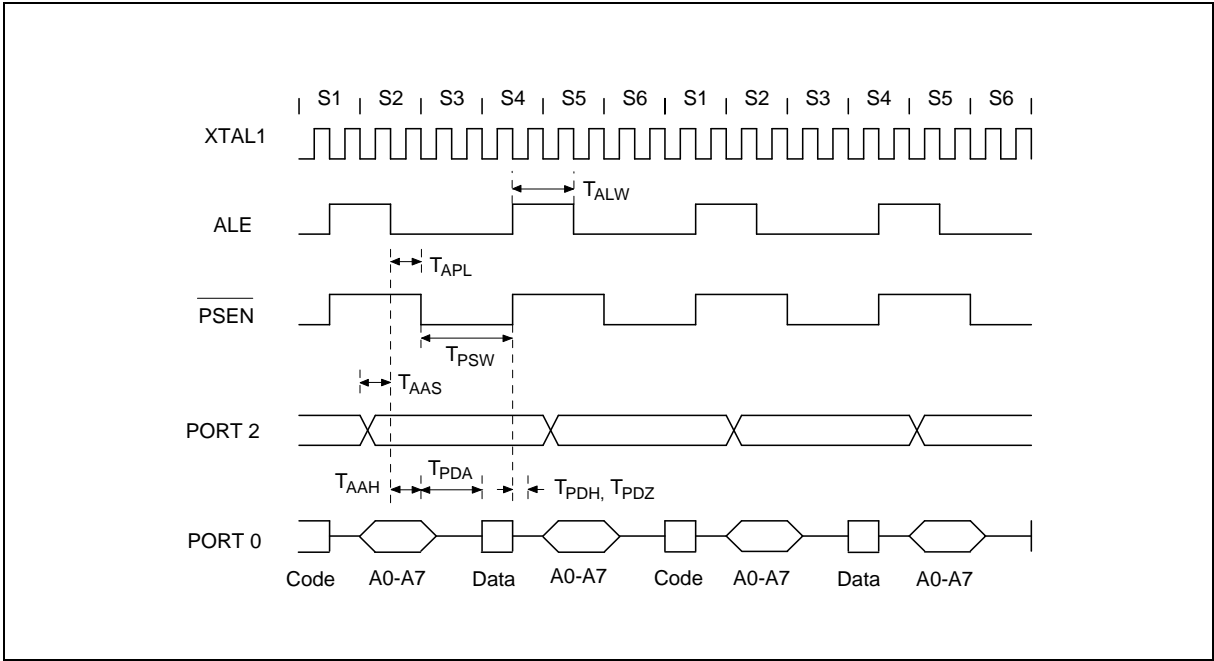 S1 S2 S3 S4 S5 S6 S1 S2 S3 S4 S5 S6
XTAL1
TALW
ALE
TAPL
PSEN
TPSW
TAAS
PORT 2
TAAH TPDA TPDH, TPDZ
PORT 0
Code A0-A7 Data A0-A7 Code A0-A7 Data A0-A7